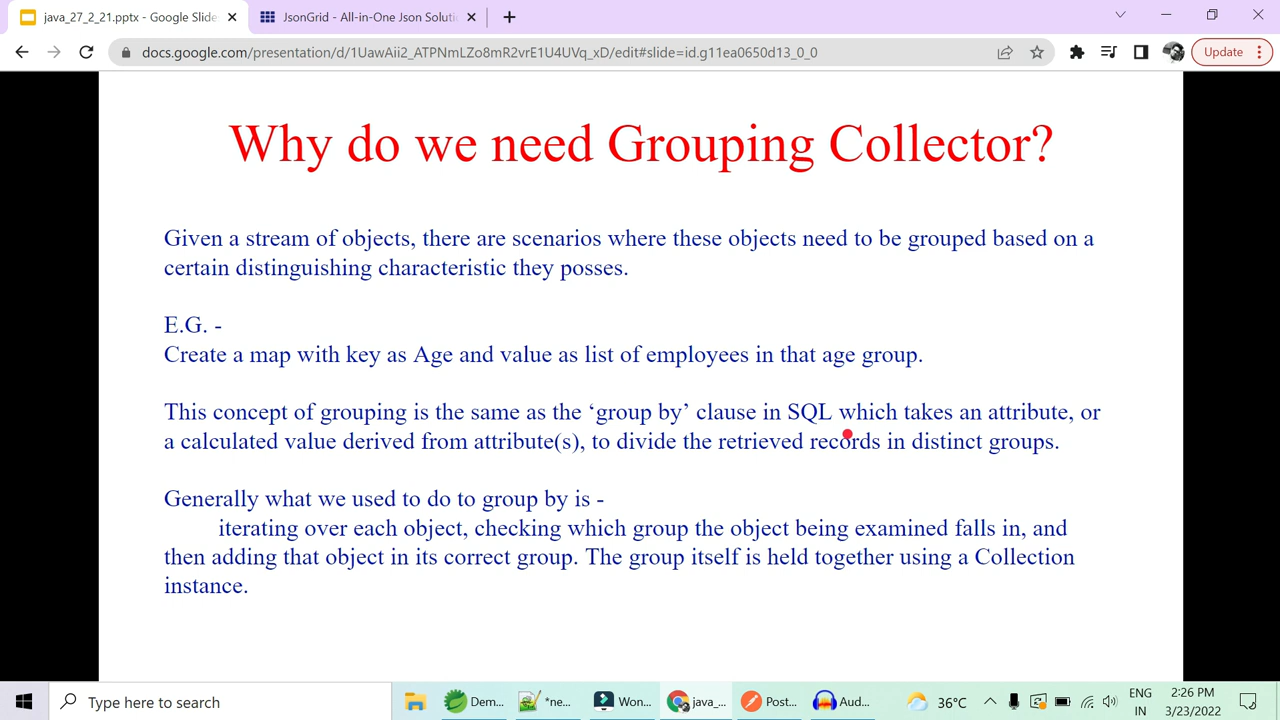 java_27_2_21.pptx - Google Slide
JsonGrid - All-in-One Json Soluti
docs.google.com/presentation/d/1UawAii2_ATPNmLZo8mR2vrE1U4UVq_xD/edit#slide=id.g11ea0650d13_0_0
Update
Why do we need Grouping Collector?
Given a stream of objects, there are scenarios where these objects need to be grouped based on a
certain distinguishing characteristic they posses.
E.G. -
Create a map with key as Age and value as list of employees in that age group.
This concept of grouping is the same as the ‘group by’ clause in SQL which takes an attribute, or
a calculated value derived from attribute(s), to divide the retrieved records in distinct groups.
Generally what we used to do to group by is -
iterating over each object, checking which group the object being examined falls in, and
then adding that object in its correct group. The group itself is held together using a Collection
instance.
Type here to search
Dem...
*ne...
Won...
java_...
Post...
Aud...
36°C
ENG
IN
2:26 PM
3/23/2022